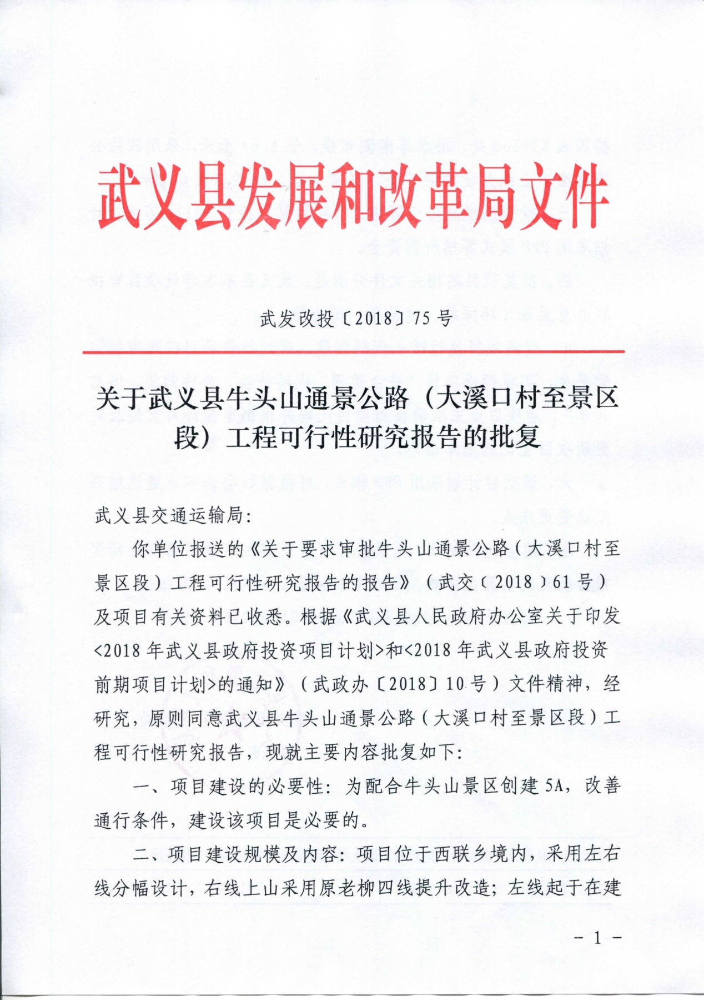 武义县发展和改革局文件
武发改投〔2018〕75号
关于武义县牛头山通景公路（大溪口村至景区
段）工程可行性研究报告的批复
武义县交通运输局：
你单位报送的《关于要求审批牛头山通景公路（大溪口村至
景区段）工程可行性研究报告的报告》（武交〔2018〕61号）
及项目有关资料已收悉。根据《武义县人民政府办公室关于印发
<2018年武义县政府投资项目计划>和<2018年武义县政府投资
前期项目计划>的通知》（武政办〔2018〕10号）文件精神，经
研究，原则同意武义县牛头山通景公路（大溪口村至景区段）工
程可行性研究报告，现就主要内容批复如下：
一、项目建设的必要性：为配合牛头山景区创建5A，改善
通行条件，建设该项目是必要的。
二、项目建设规模及内容：项目位于西联乡境内，采用左右
线分幅设计，右线上山采用原老柳四线提升改造；左线起于在建
- 1 -